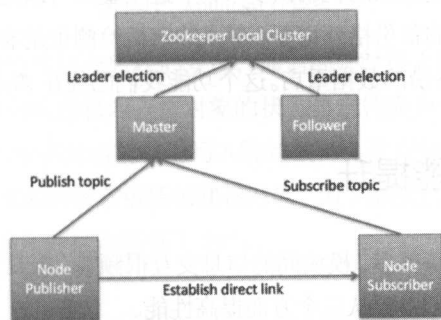 Zookeeper Local Cluster
Leader election
Leader election
Master
Follower
Publish topic
Subscribe topic
Node
Publisher
Node
Subscriber
Establish direct link